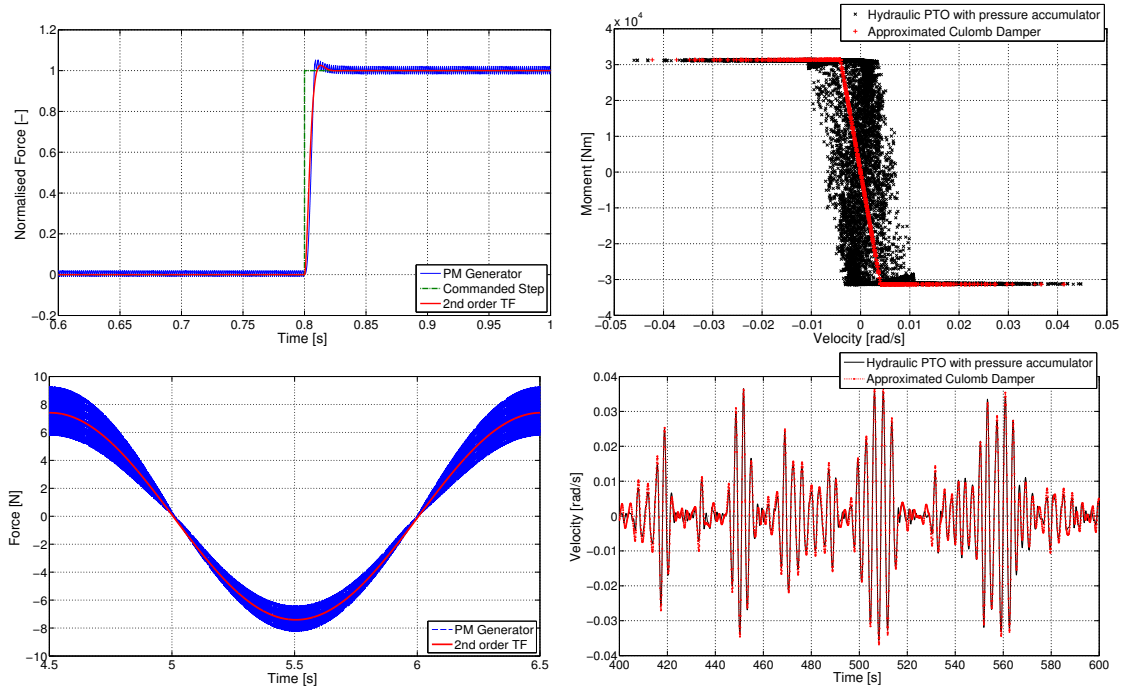 1.2
1
0.8
0.6
0.4
0.2
0
−0.2
0.6 0.65 0.7 0.75 0.8 0.85 0.9 0.95 1
Normalised Force [-]
Time [s]
PM Generator
Commanded Step
2nd order TF
x 10^4
4
3
2
1
0
−1
−2
−3
−4
−0.05 −0.04 −0.03 −0.02 −0.01 0 0.01 0.02 0.03 0.04 0.05
Moment [Nm]
Velocity [rad/s]
Hydraulic PTO with pressure accumulator
Approximated Culomb Damper
10
8
6
4
2
0
−2
−4
−6
−8
−10
4.5 5 5.5 6 6.5
Force [N]
Time [s]
PM Generator
2nd order TF
0.04
0.03
0.02
0.01
0
−0.01
−0.02
−0.03
−0.04
400 420 440 460 480 500 520 540 560 580 600
Velocity [rad/s]
Time [s]
Hydraulic PTO with pressure accumulator
Approximated Culomb Damper